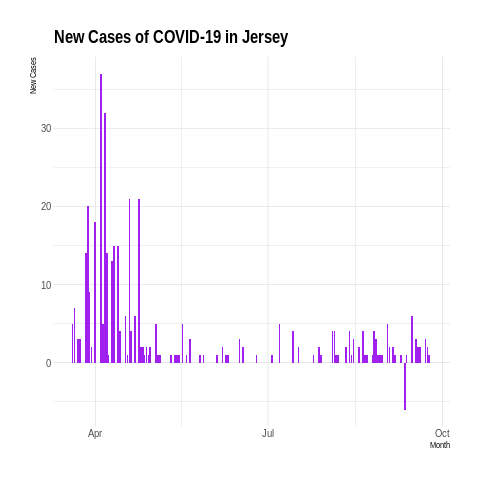 New Cases of COVID-19 in Jersey
New Cases
30
20
10
0
Apr
Jul
Oct
Month